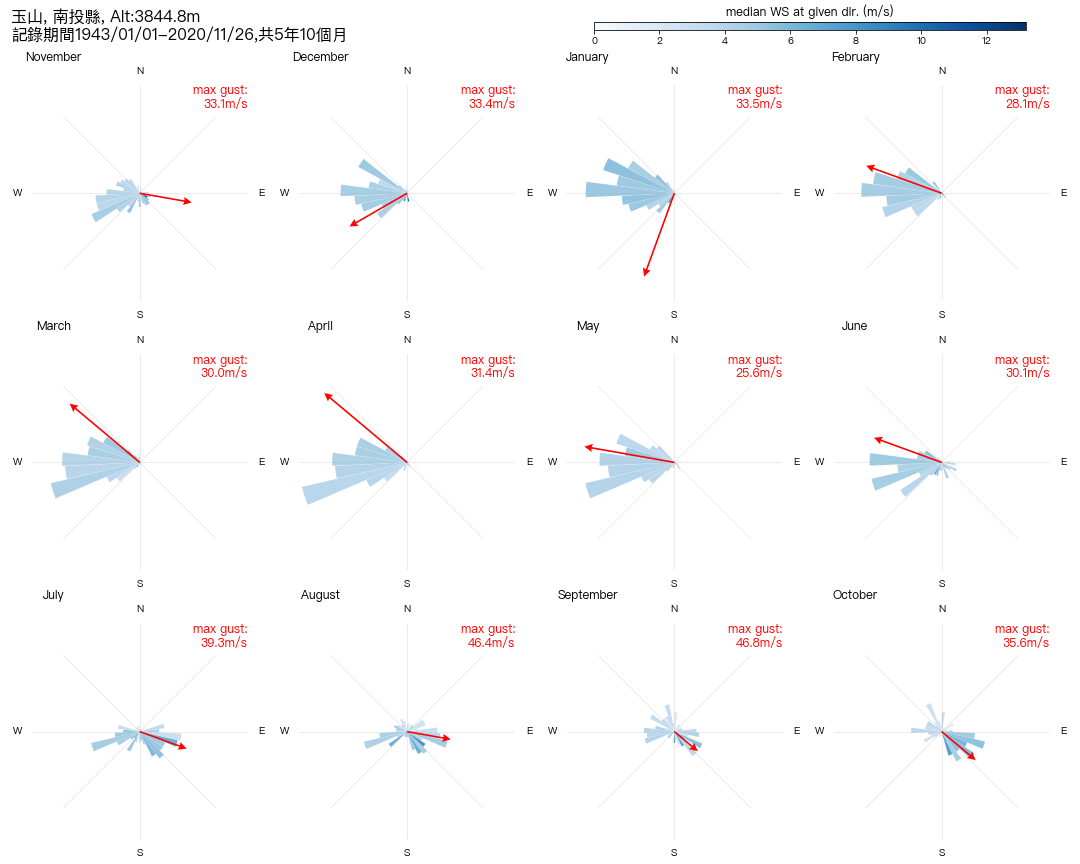 玉山, 南投縣, Alt:3844.8m
記錄期間1943/01/01–2020/11/26,共5年10個月
median WS at given dir. (m/s)
0 2 4 6 8 10 12
November
N
max gust:
33.1m/s
W
E
S
December
N
max gust:
33.4m/s
W
E
S
January
N
max gust:
33.5m/s
W
E
S
February
N
max gust:
28.1m/s
W
E
S
March
N
max gust:
30.0m/s
W
E
S
April
N
max gust:
31.4m/s
W
E
S
May
N
max gust:
25.6m/s
W
E
S
June
N
max gust:
30.1m/s
W
E
S
July
N
max gust:
39.3m/s
W
E
S
August
N
max gust:
46.4m/s
W
E
S
September
N
max gust:
46.8m/s
W
E
S
October
N
max gust:
35.6m/s
W
E
S